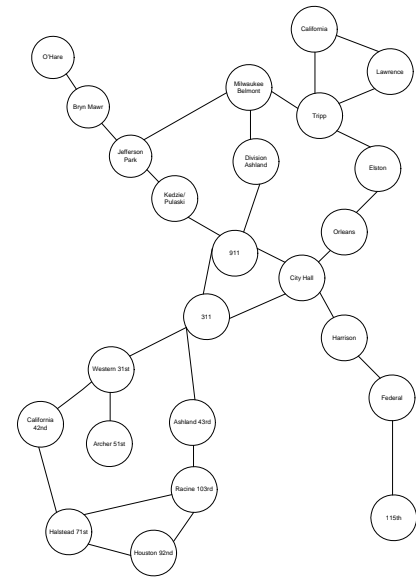 California
O'Hare
Lawrence
Milwaukee
Belmont
Bryn Mawr
Tripp
Jefferson
Park
Division
Ashland
Elston
Kedzie/
Pulaski
Orleans
911
City Hall
311
Harrison
Western 31st
Federal
California
42nd
Ashland 43rd
Archer 51st
Racine 103rd
115th
Halstead 71st
Houston 92nd